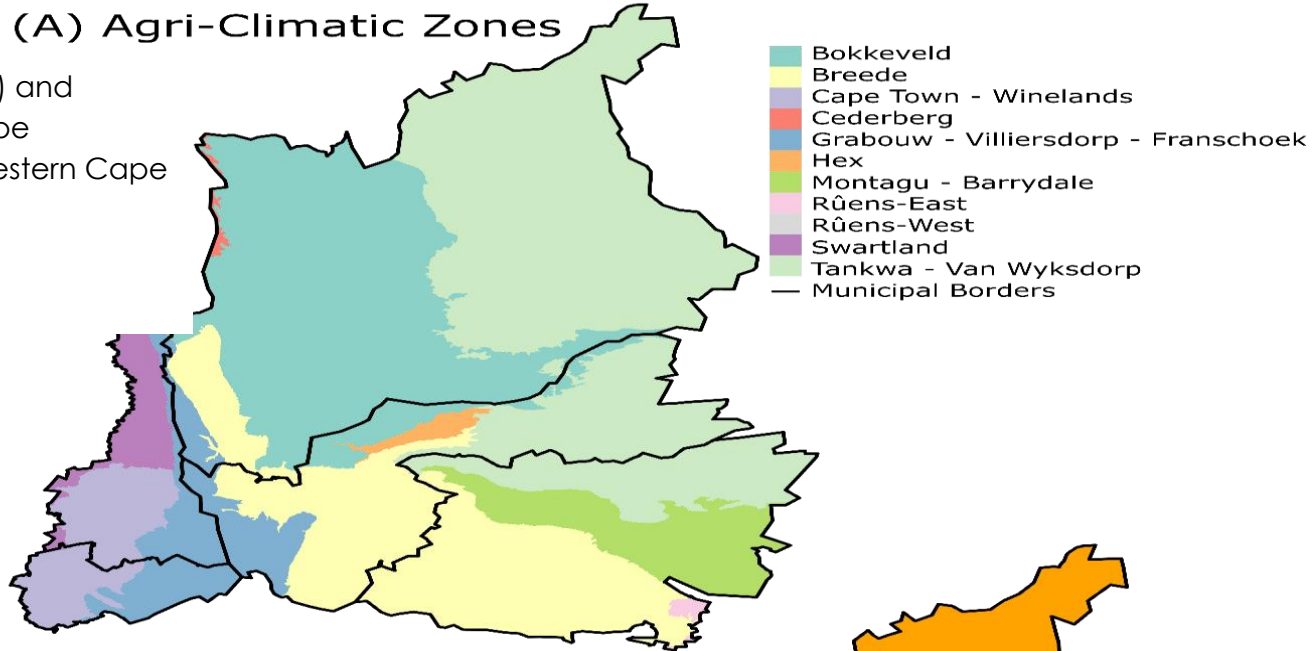 (A) Agri-Climatic Zones
) and
estern Cape
Bokkeveld
Breede
Cape Town - Winelands
Cederberg
Grabouw - Villiersdorp - Franschoek
Hex
Montagu - Barrydale
Rûens-East
Rûens-West
Swartland
Tankwa - Van Wyksdorp
Municipal Borders